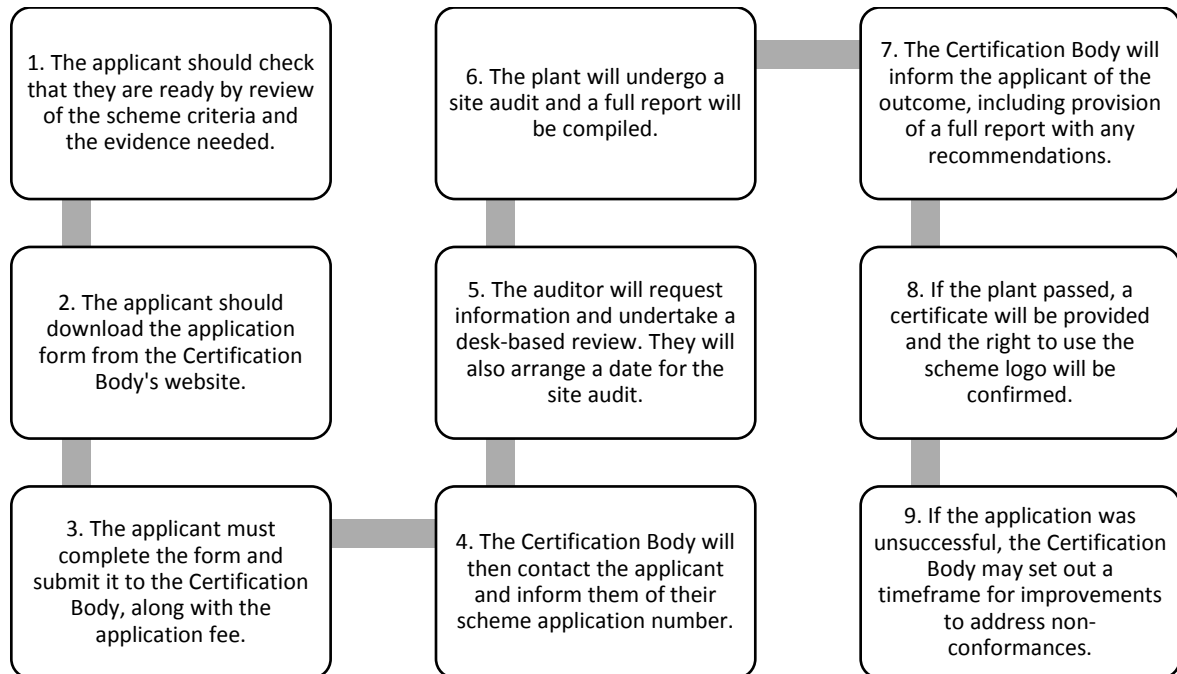 1. The applicant should check
that they are ready by review
of the scheme criteria and
the evidence needed.
2. The applicant should
download the application
form from the Certification
Body's website.
3. The applicant must
complete the form and
submit it to the Certification
Body, along with the
application fee.
4. The Certification Body will
then contact the applicant
and inform them of their
scheme application number.
5. The auditor will request
information and undertake a
desk-based review. They will
also arrange a date for the
site audit.
6. The plant will undergo a
site audit and a full report will
be compiled.
7. The Certification Body will
inform the applicant of the
outcome, including provision
of a full report with any
recommendations.
8. If the plant passed, a
certificate will be provided
and the right to use the
scheme logo will be
confirmed.
9. If the application was
unsuccessful, the Certification
Body may set out a
timeframe for improvements
to address non-
conformances.